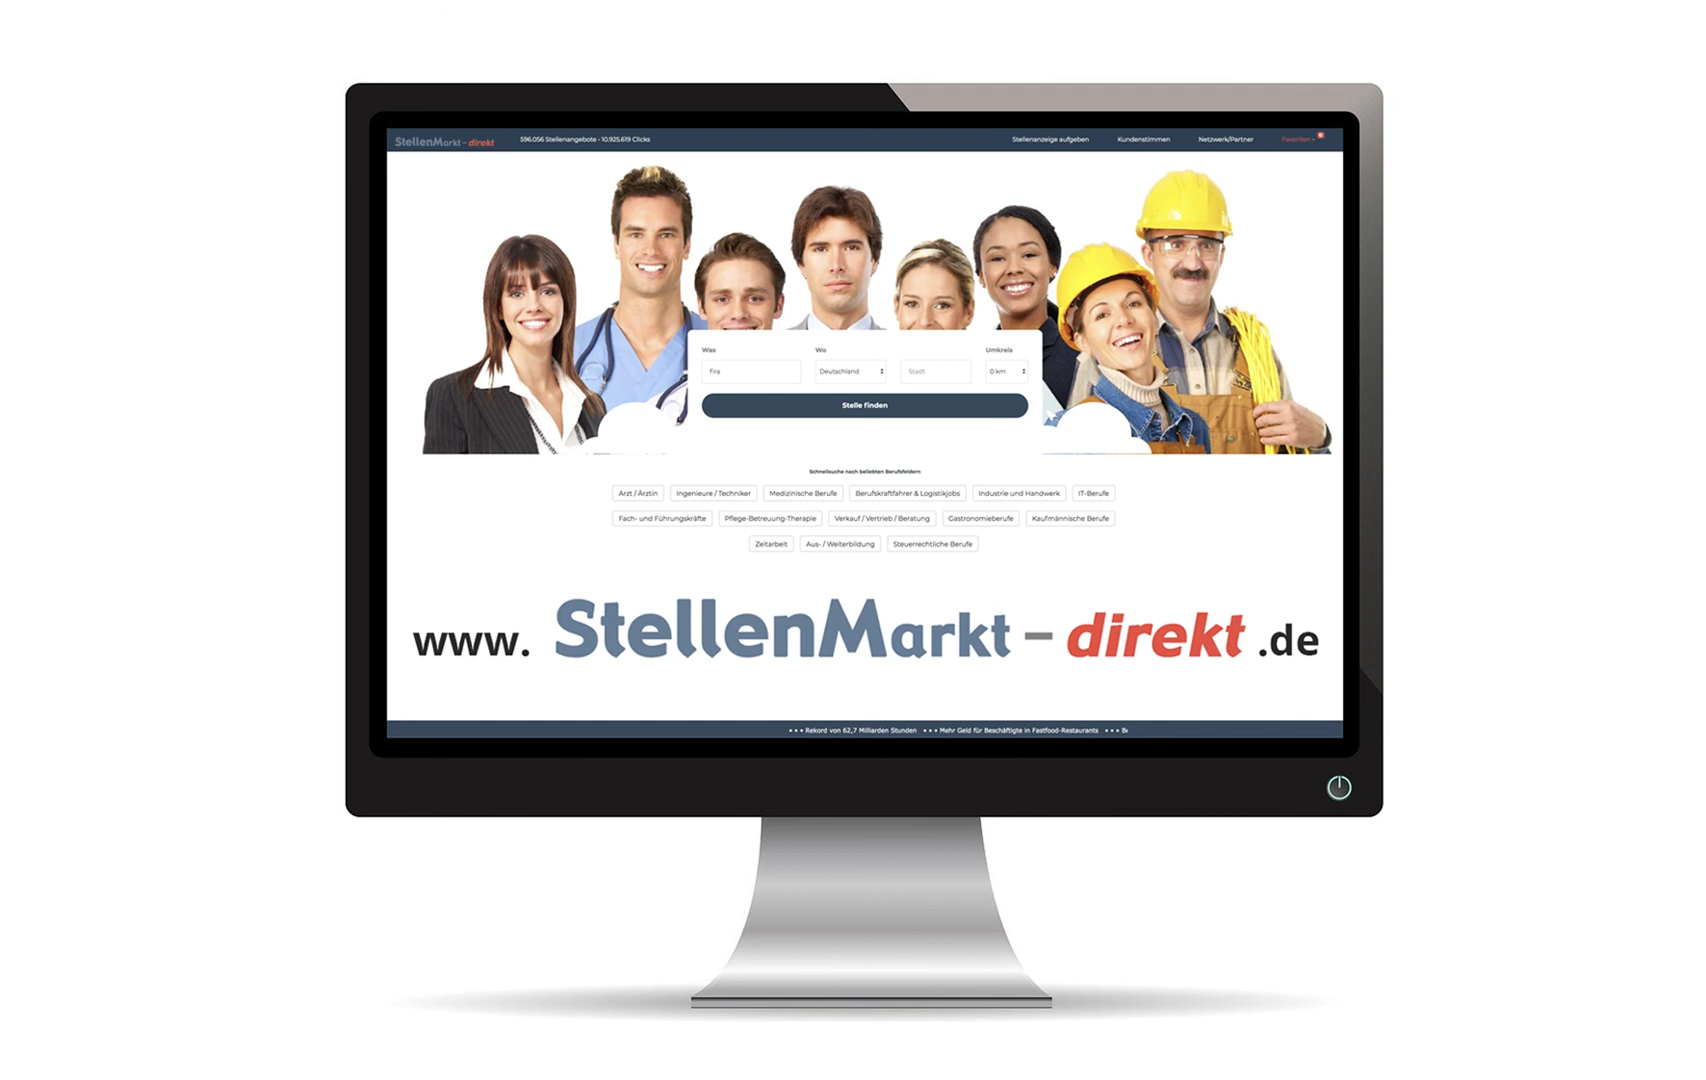 StellenMarkt - direkt 596.056 Stellenangebote - 10.925.619 Clicks Stellenanzeige aufgeben Kundenstimmen Netzwerk/Partner Favoriten
Was Wo Umkreis
fira Deutschland Stadt 0 km
Stelle finden
Schnellsuche nach beliebten Berufsfeldern
Arzt / Ärztin Ingenieure / Techniker Medizinische Berufe Berufskraftfahrer & Logistikjobs Industrie und Handwerk IT-Berufe
Fach- und Führungskräfte Pflege-Betreuung-Therapie Verkauf / Vertrieb / Beratung Gastronomieberufe Kaufmännische Berufe
Zeitarbeit Aus- / Weiterbildung Steuerrechtliche Berufe
www. StellenMarkt - direkt .de
• • • Rekord von 62,7 Milliarden Stunden • • • Mehr Geld für Beschäftigte in Fastfood-Restaurants • • •